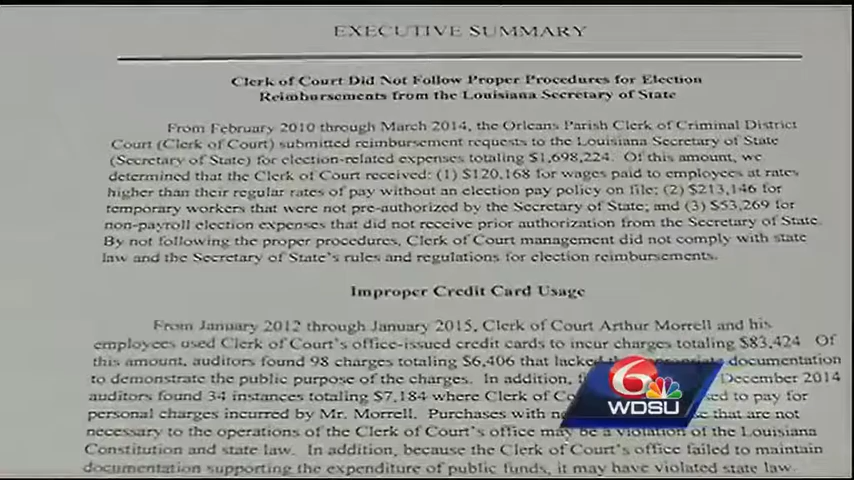 EXECUTIVE SUMMARY
Clerk of Court Did Not Follow Proper Procedures for Election
Reimbursements from the Louisiana Secretary of State
From February 2010 through March 2014, the Orleans Parish Clerk of Criminal District
Court (Clerk of Court) submitted reimbursement requests to the Louisiana Secretary of State
(Secretary of State) for election-related expenses totaling $1,698,224. Of this amount, we
determined that the Clerk of Court received: (1) $120,168 for wages paid to employees at rates
higher than their regular rates of pay without an election pay policy on file; (2) $213,146 for
temporary workers that were not pre-authorized by the Secretary of State; and (3) $53,269 for
non-payroll election expenses that did not receive prior authorization from the Secretary of State.
By not following the proper procedures, Clerk of Court management did not comply with state
law and the Secretary of State's rules and regulations for election reimbursements.
Improper Credit Card Usage
From January 2012 through January 2015, Clerk of Court Arthur Morrell and his
employees used Clerk of Court's office-issued credit cards to incur charges totaling $83,424 Of
this amount, auditors found 98 charges totaling $6,406 that lacked documentation
to demonstrate the public purpose of the charges. In addition, December 2014
auditors found 34 instances totaling $7,184 where Clerk of to pay for
personal charges incurred by Mr. Morrell. Purchases with that are not
necessary to the operations of the Clerk of Court's office may be a violation of the Louisiana
Constitution and state law. In addition, because the Clerk of Court's office failed to maintain
documentation supporting the expenditure of public funds, it may have violated state law.
6
WDSU